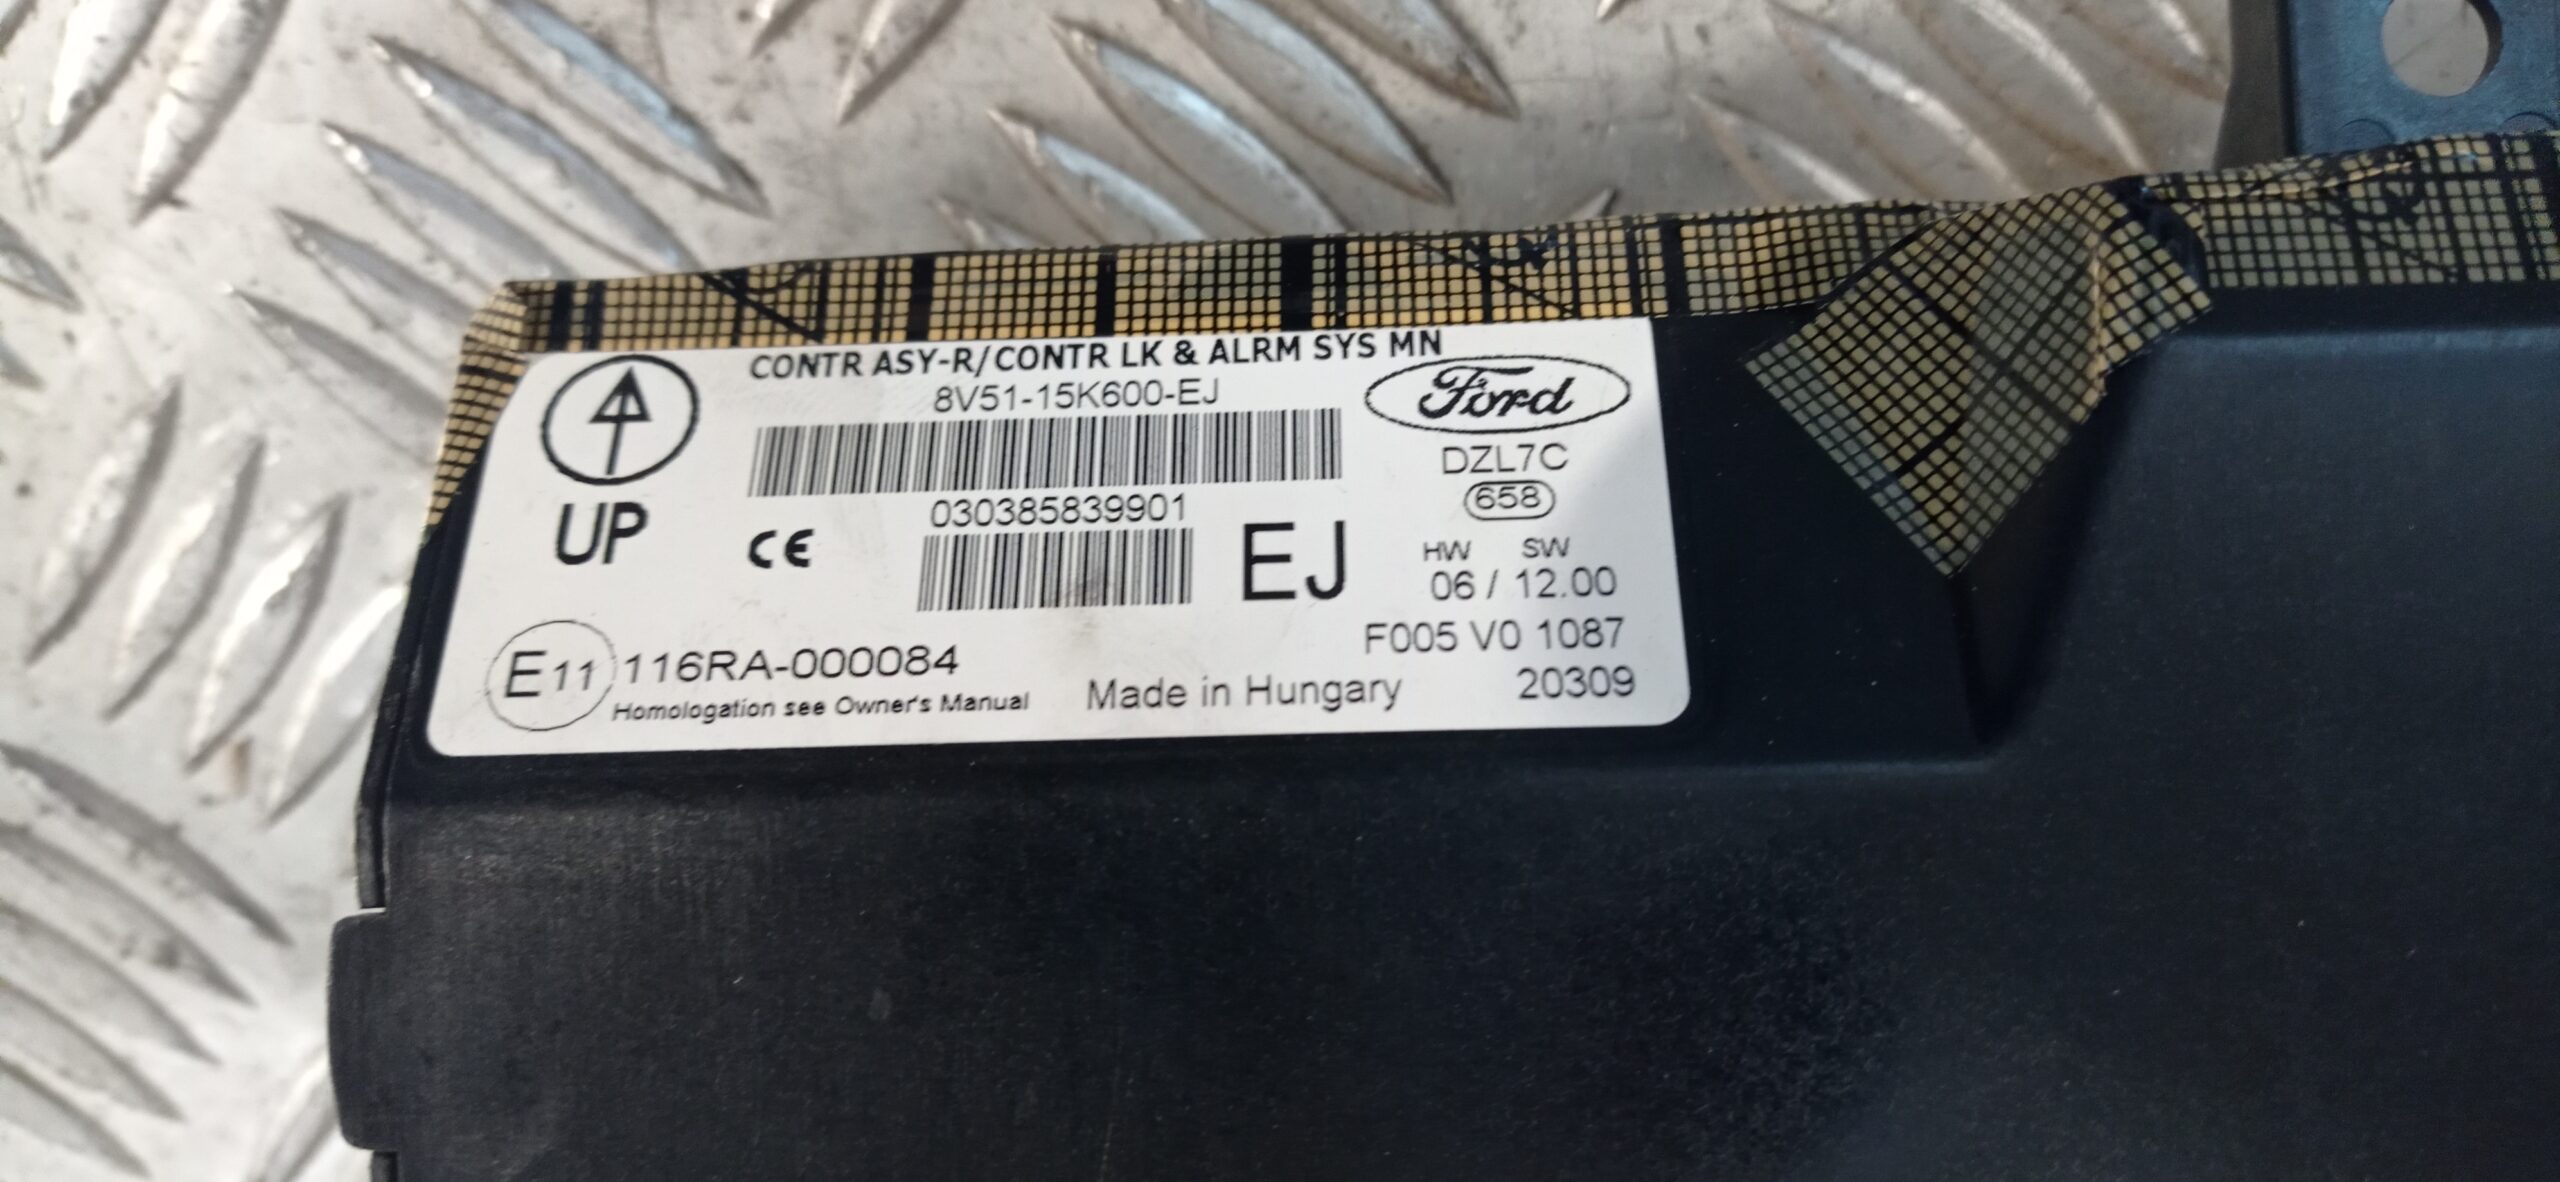 CONTR ASY-R/CONTR LK & ALRM SYS MN
8V51-15K600-EJ
Ford
DZL7C
658
030385839901
UP
CE
EJ
HW SW
06 / 12.00
F005 V0 1087
E11 116RA-000084
Homologation see Owner's Manual
Made in Hungary
20309